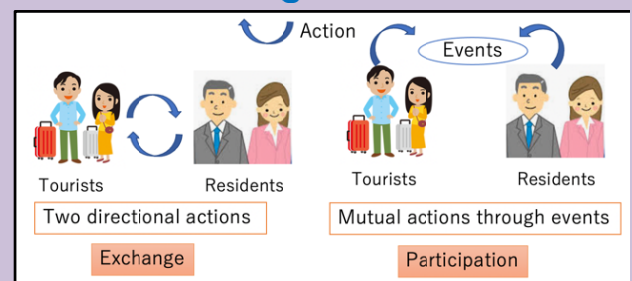 Action
Events
Tourists
Residents
Tourists
Residents
Two directional actions
Mutual actions through events
Exchange
Participation